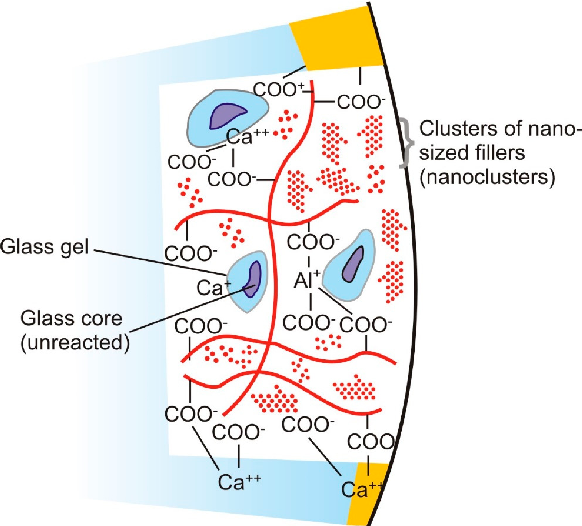 COO⁺
COO⁻
Ca⁺⁺
COO⁻
COO⁻
Clusters of nano-
sized fillers
(nanoclusters)
COO⁻
COO⁻
Glass gel
Ca⁺
Al⁺
Glass core
(unreacted)
COO⁻
COO⁻
COO⁻
COO⁻
COO⁻
COO⁻
COO
Ca⁺⁺
Ca⁺⁺